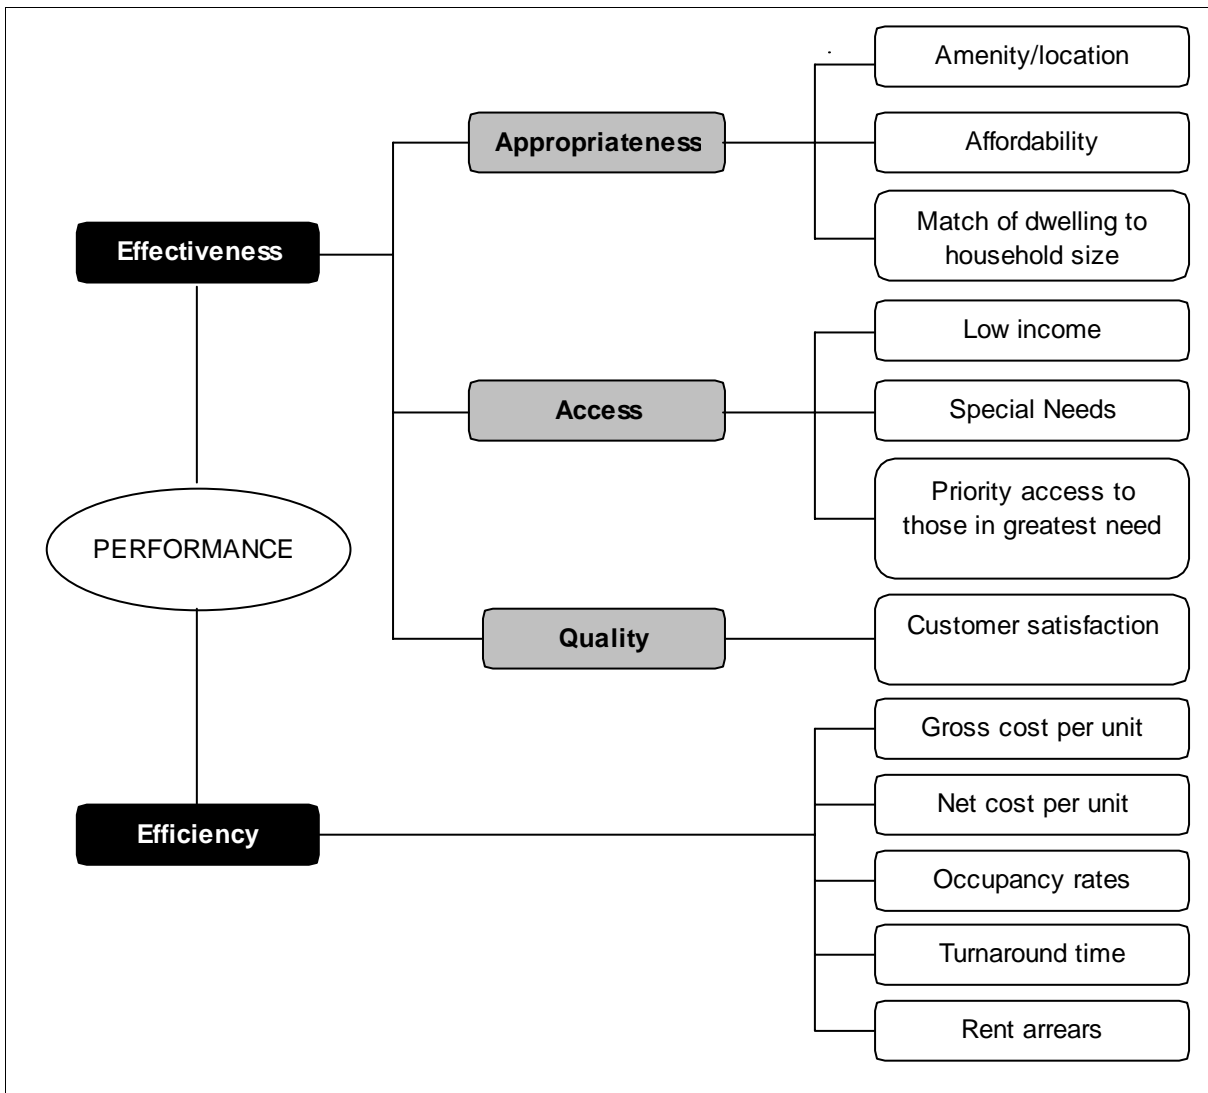 Amenity/location
Appropriateness
Affordability
Effectiveness
Match of dwelling to
household size
Low income
Access
Special Needs
Priority access to
those in greatest need
PERFORMANCE
Quality
Customer satisfaction
Gross cost per unit
Net cost per unit
Efficiency
Occupancy rates
Turnaround time
Rent arrears